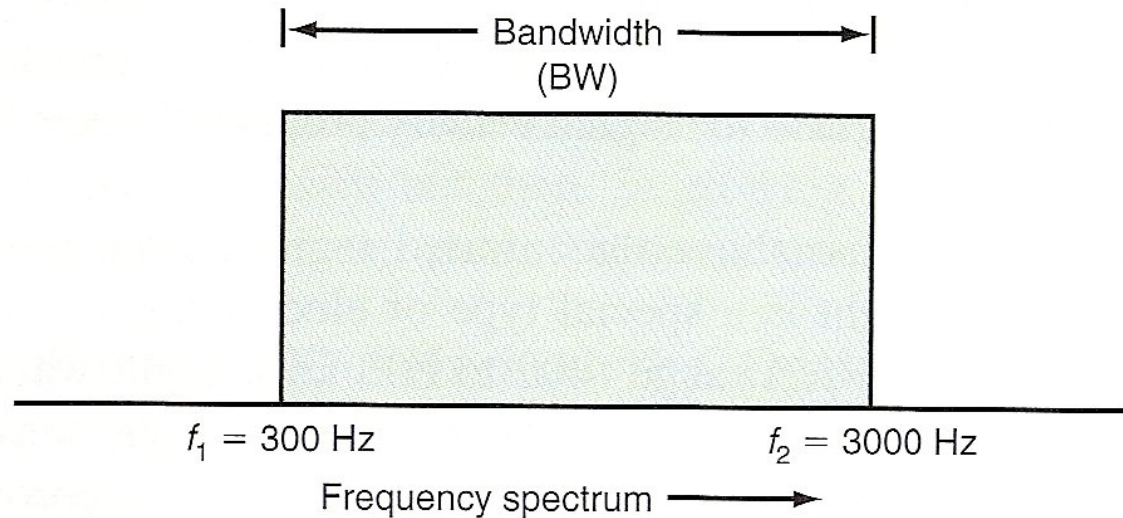 Bandwidth
(BW)
f₁ = 300 Hz
f₂ = 3000 Hz
Frequency spectrum